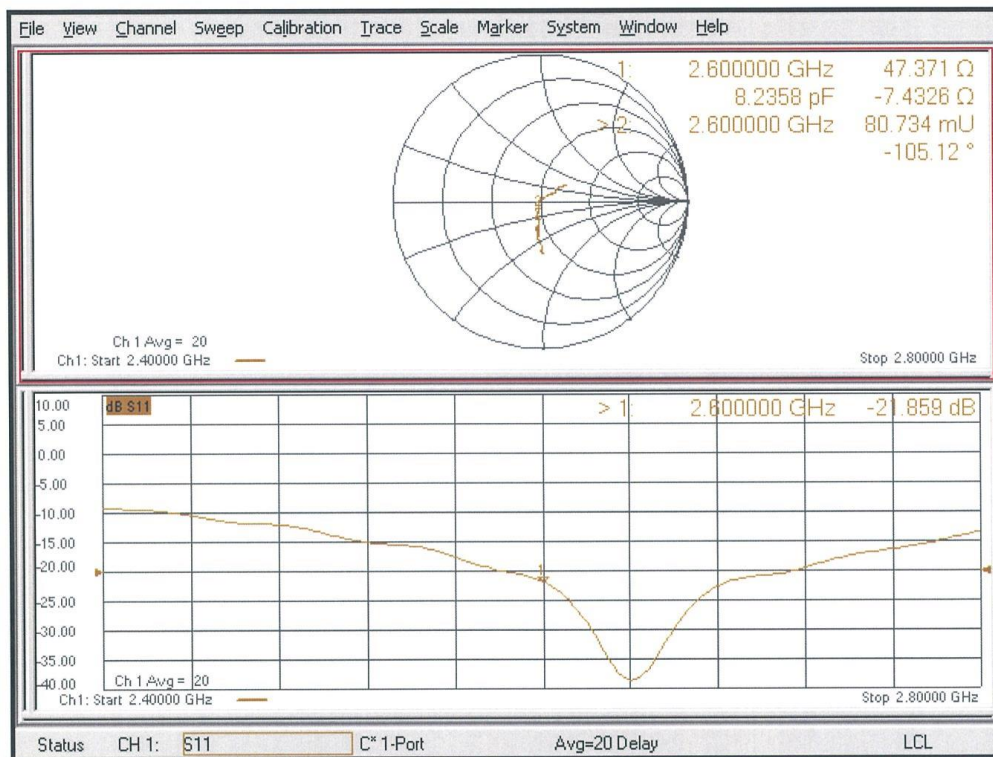 File View Channel Sweep Calibration Trace Scale Marker System Window Help
1: 2.600000 GHz 47.371 Ω
8.2358 pF -7.4326 Ω
> 2: 2.600000 GHz 80.734 mU
-105.12 °
Ch 1 Avg = 20
Ch1: Start 2.40000 GHz
Stop 2.80000 GHz
10.00
dB S11
> 1: 2.600000 GHz -21.859 dB
5.00
0.00
-5.00
-10.00
-15.00
-20.00
1
-25.00
-30.00
-35.00
-40.00
Ch 1 Avg = 20
Ch1: Start 2.40000 GHz
Stop 2.80000 GHz
Status CH 1: S11 C* 1-Port Avg=20 Delay LCL